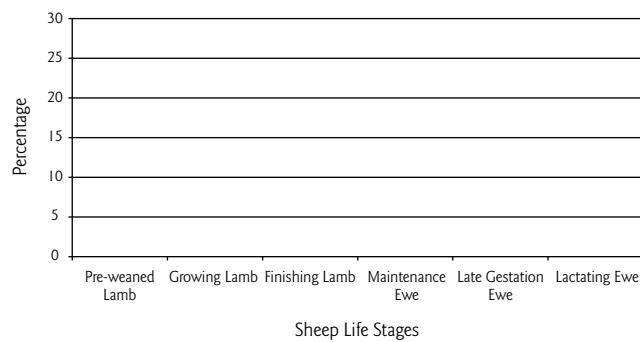 30
25
20
15
10
5
0
Percentage
Pre-weaned Lamb
Growing Lamb
Finishing Lamb
Maintenance Ewe
Late Gestation Ewe
Lactating Ewe
Sheep Life Stages